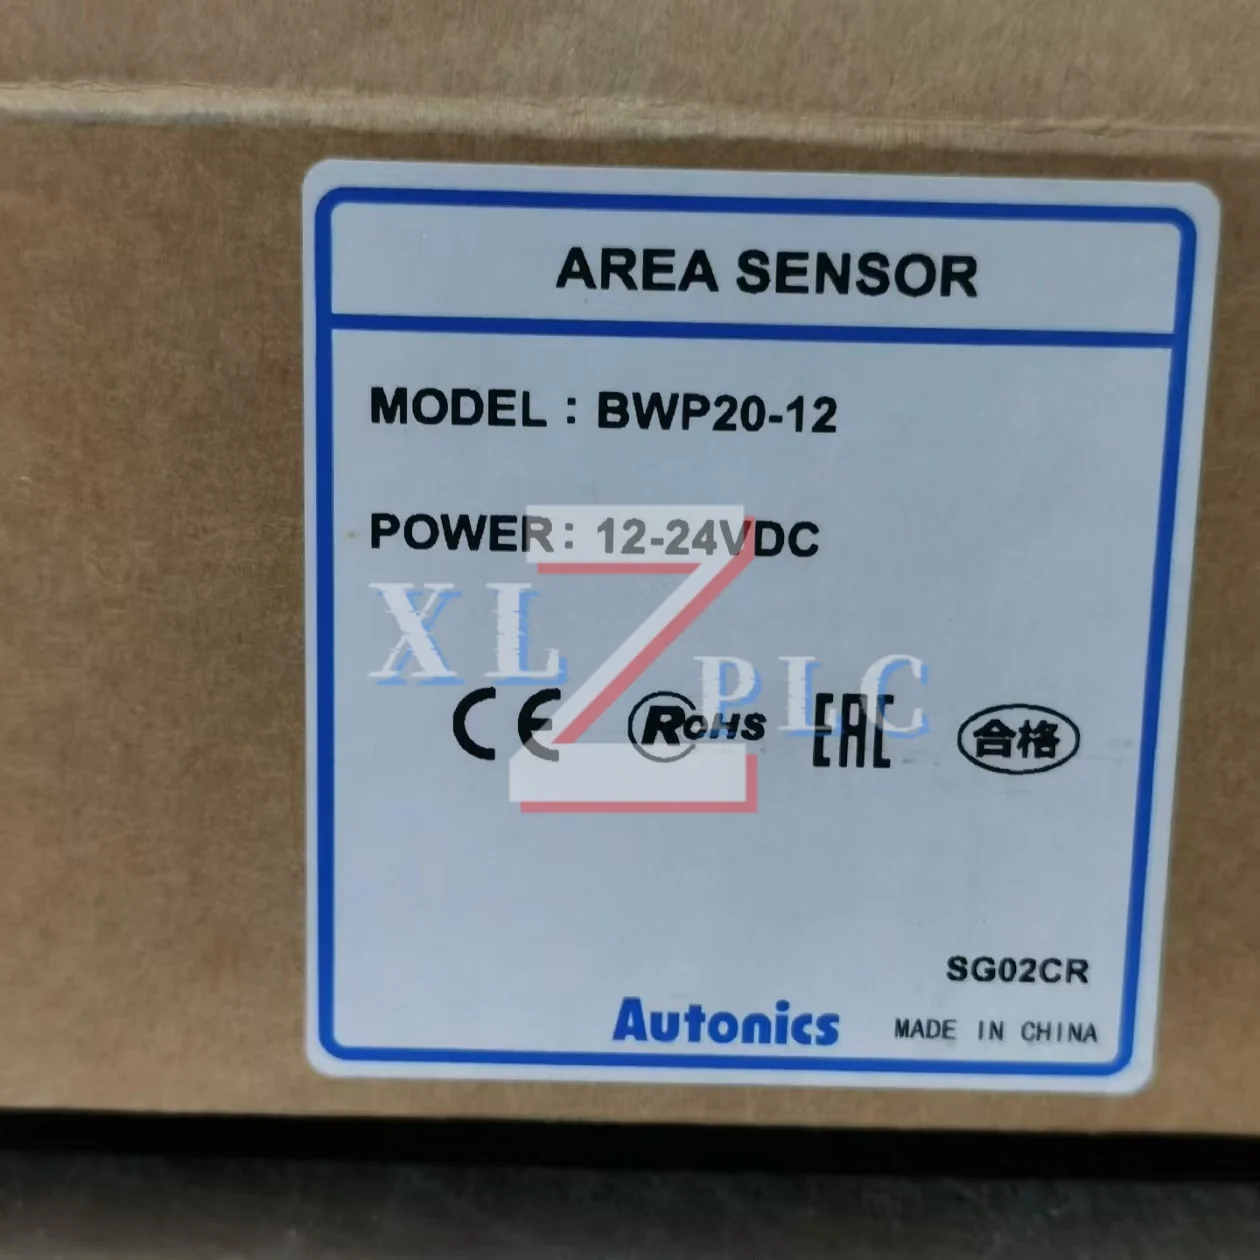 AREA SENSOR
MODEL : BWP20-12
POWER : 12-24VDC
XLZPLC
CE RoHS EAC 合格
SG02CR
Autonics MADE IN CHINA